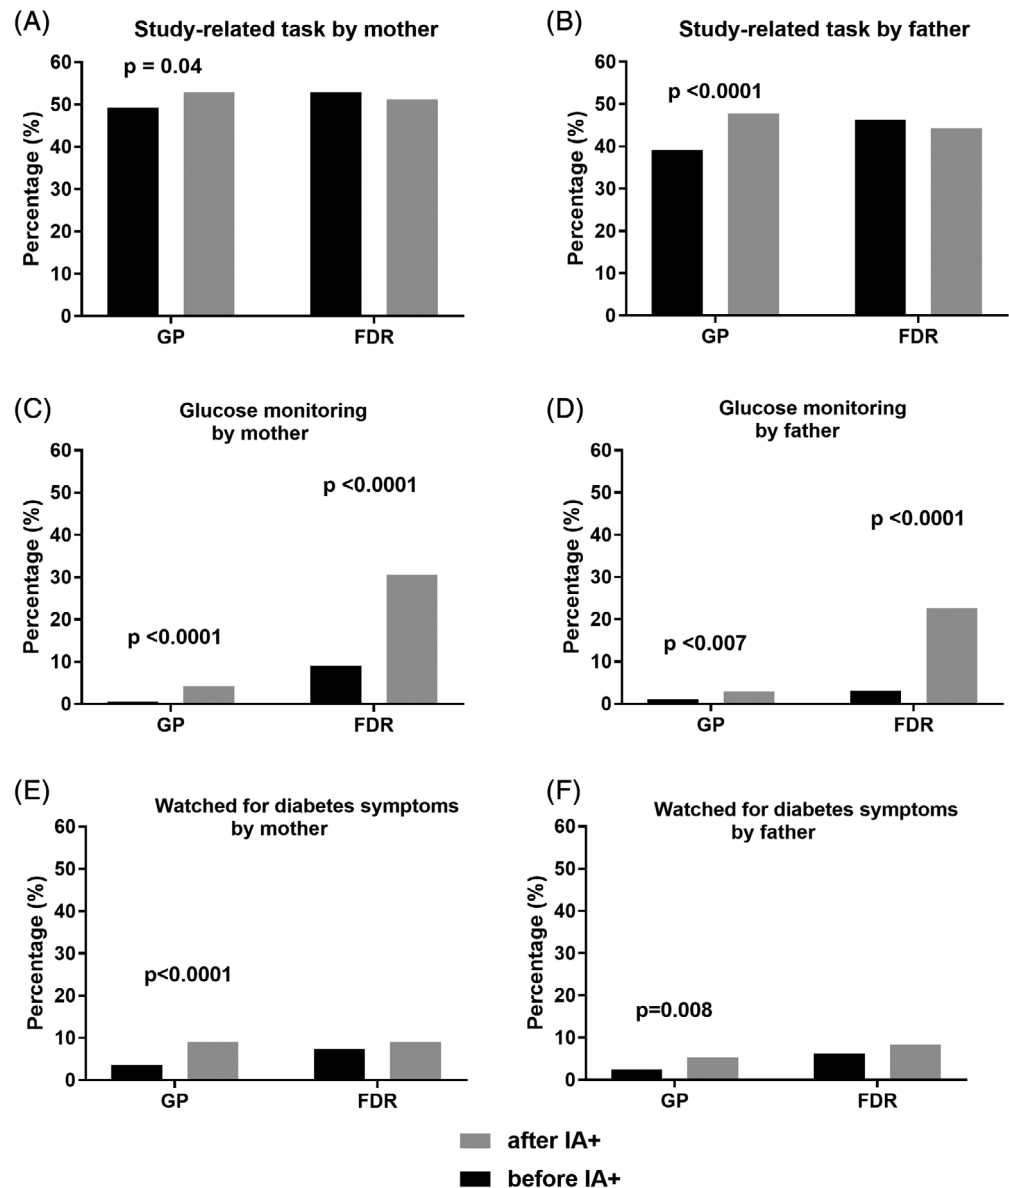 (A)
Study-related task by mother
p = 0.04
Percentage (%)
60
50
40
30
20
10
0
GP
FDR
(B)
Study-related task by father
p <0.0001
Percentage (%)
60
50
40
30
20
10
0
GP
FDR
(C)
Glucose monitoring
by mother
p <0.0001
p <0.0001
Percentage (%)
60
50
40
30
20
10
0
GP
FDR
(D)
Glucose monitoring
by father
p <0.0001
p <0.007
Percentage (%)
60
50
40
30
20
10
0
GP
FDR
(E)
Watched for diabetes symptoms
by mother
p<0.0001
Percentage (%)
60
50
40
30
20
10
0
GP
FDR
(F)
Watched for diabetes symptoms
by father
p=0.008
Percentage (%)
60
50
40
30
20
10
0
GP
FDR
after IA+
before IA+